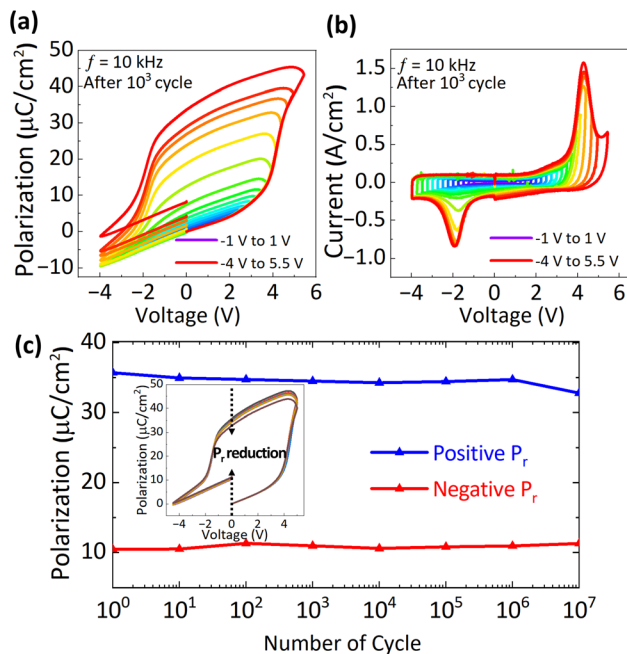 (a)
f = 10 kHz
After 10³ cycle
Polarization (μC/cm²)
50
40
30
20
10
0
−10
-1 V to 1 V
-4 V to 5.5 V
−4 −2 0 2 4 6
Voltage (V)
(b)
f = 10 kHz
After 10³ cycle
Current (A/cm²)
1.5
1.0
0.5
0.0
−0.5
−1.0
-1 V to 1 V
-4 V to 5.5 V
−4 −2 0 2 4 6
Voltage (V)
(c)
Polarization (μC/cm²)
40
30
20
10
Polarization (μC/cm²)
50
40
30
20
10
0
Pr reduction
-4 -2 0 2 4
Voltage (V)
Positive Pr
Negative Pr
10⁰ 10¹ 10² 10³ 10⁴ 10⁵ 10⁶ 10⁷
Number of Cycle